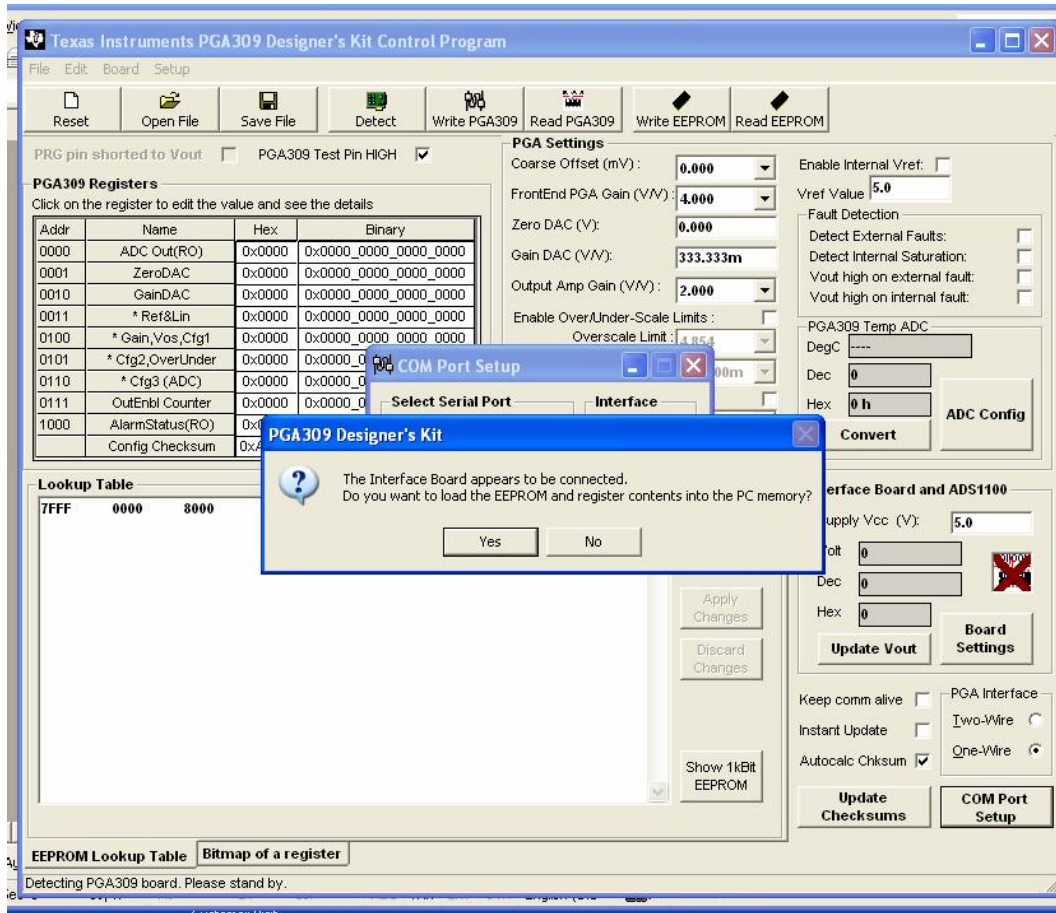 Texas Instruments PGA309 Designer's Kit Control Program
File Edit Board Setup
Reset Open File Save File Detect Write PGA309 Read PGA309 Write EEPROM Read EEPROM
PRG pin shorted to Vout PGA309 Test Pin HIGH
PGA309 Registers
Click on the register to edit the value and see the details
Addr Name Hex Binary
0000 ADC Out(RO) 0x0000 0x0000_0000_0000_0000
0001 ZeroDAC 0x0000 0x0000_0000_0000_0000
0010 GainDAC 0x0000 0x0000_0000_0000_0000
0011 * Ref&Lin 0x0000 0x0000_0000_0000_0000
0100 * Gain,Vos,Cfg1 0x0000 0x0000_0000_0000_0000
0101 * Cfg2,OverUnder 0x0000
0110 * Cfg3 (ADC) 0x0000
0111 OutEnbl Counter 0x0000
1000 AlarmStatus(RO)
Config Checksum
PGA Settings
Coarse Offset (mV) : 0.000
FrontEnd PGA Gain (V/V) : 4.000
Zero DAC (V): 0.000
Gain DAC (V/V): 333.333m
Output Amp Gain (V/V) : 2.000
Enable Over/Under-Scale Limits :
Overscale Limit : 4.854
00m
Enable Internal Vref:
Vref Value 5.0
Fault Detection
Detect External Faults:
Detect Internal Saturation:
Vout high on external fault:
Vout high on internal fault:
PGA309 Temp ADC
DegC ----
Dec 0
Hex 0 h
Convert
ADC Config
COM Port Setup
Select Serial Port Interface
PGA309 Designer's Kit
The Interface Board appears to be connected.
Do you want to load the EEPROM and register contents into the PC memory?
Yes No
Lookup Table
7FFF 0000 8000
Apply Changes
Discard Changes
Show 1kBit EEPROM
erface Board and ADS1100
upply Vcc (V): 5.0
olt 0
Dec 0
Hex 0
Update Vout
Board Settings
Keep comm alive
Instant Update
Autocalc Chksum
PGA Interface
Two-Wire
One-Wire
Update Checksums
COM Port Setup
EEPROM Lookup Table Bitmap of a register
Detecting PGA309 board. Please stand by.